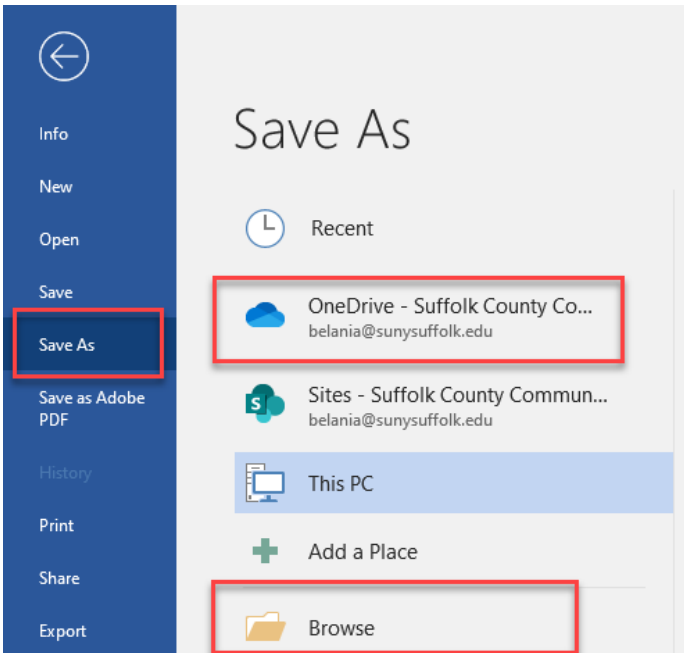 Info
New
Open
Save
Save As
Save as Adobe
PDF
History
Print
Share
Export
Save As
Recent
OneDrive - Suffolk County Co...
belania@sunysuffolk.edu
S
Sites - Suffolk County Commun...
belania@sunysuffolk.edu
This PC
Add a Place
Browse